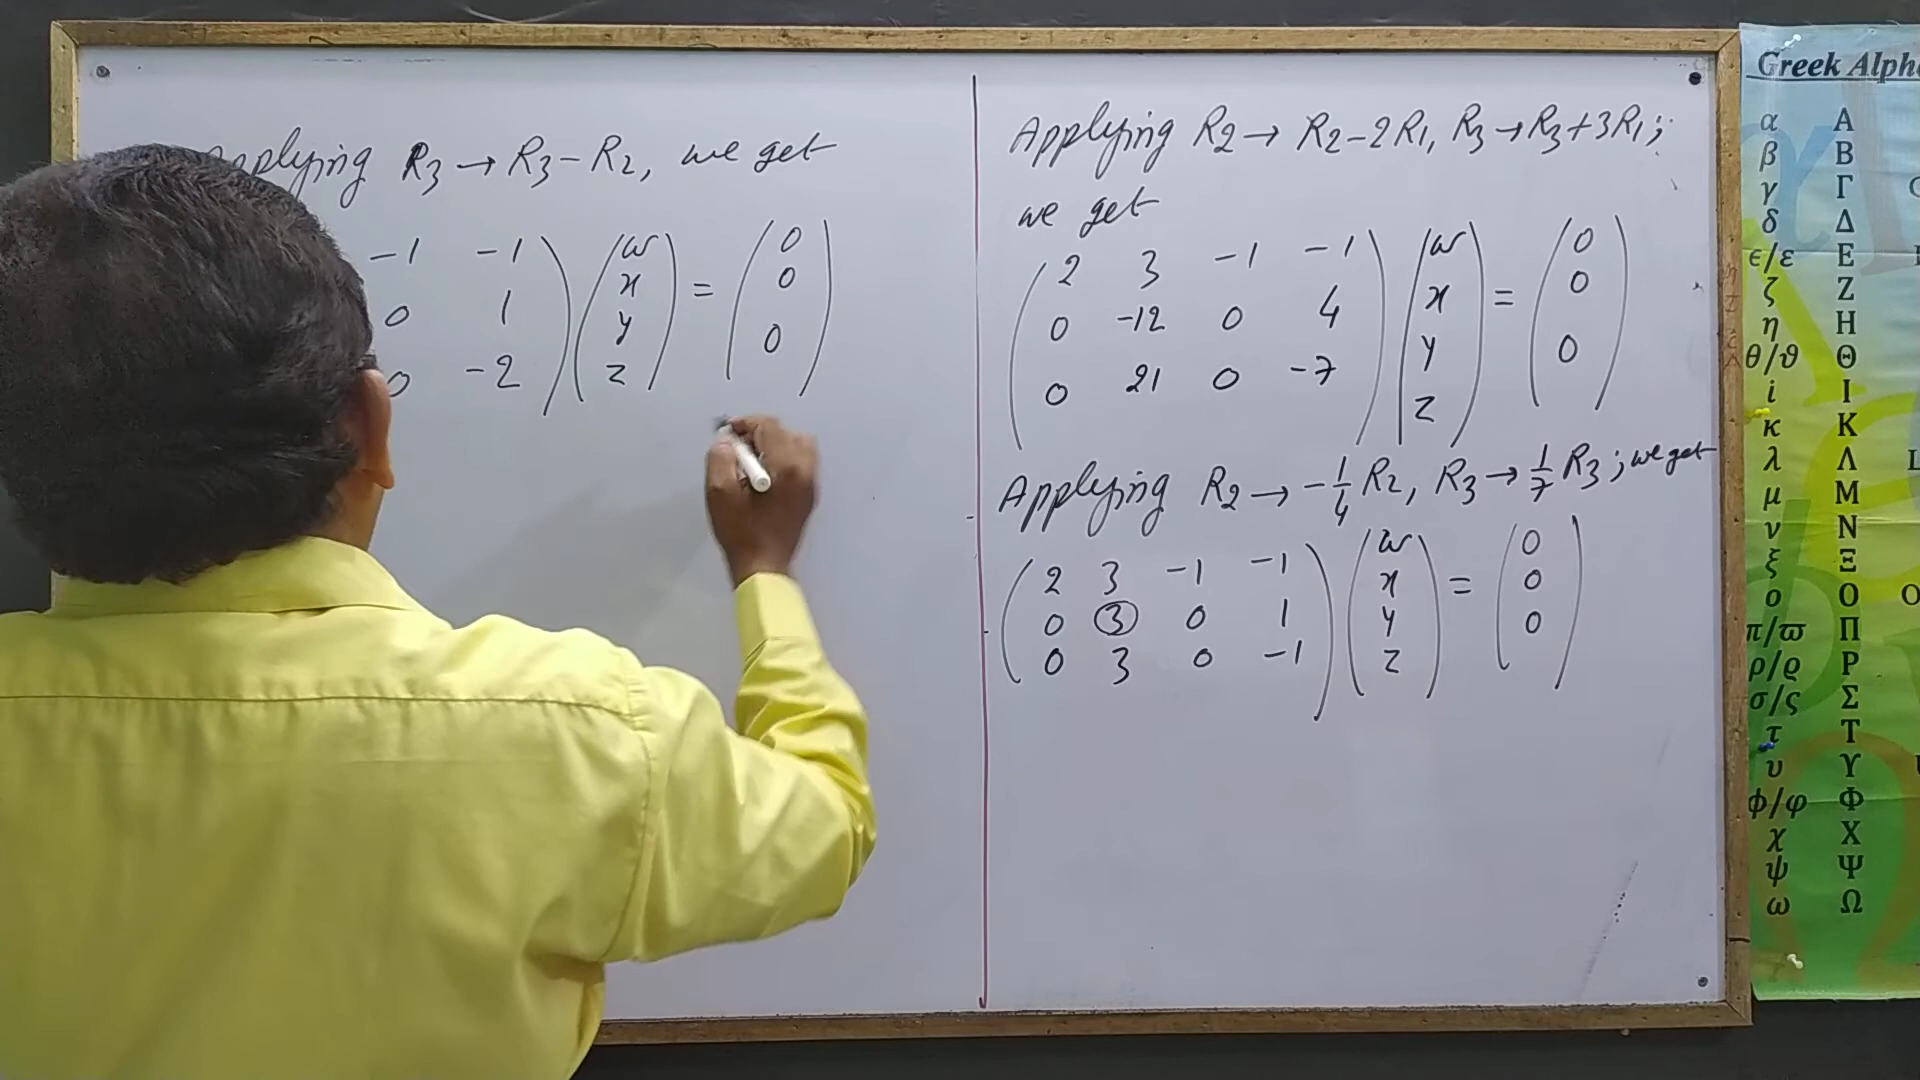 Applying R3 → R3 - R2, we get
-1 -1 w 0
0 1 x = 0
0 -2 y 0
z
Applying R2 → R2 - 2R1, R3 → R3 + 3R1;
we get
2 3 -1 -1 w 0
0 -12 0 4 x = 0
0 21 0 -7 y 0
z
Applying R2 → -1/4 R2, R3 → 1/7 R3; we get
2 3 -1 -1 w 0
0 3 0 1 x = 0
0 3 0 -1 y 0
z
Greek Alph
α Α
β Β
γ Γ
δ Δ
ϵ/ε Ε
ζ Ζ
η Η
θ/ϑ Θ
i Ι
κ Κ
λ Λ
μ Μ
ν Ν
ξ Ξ
ο Ο
π/ϖ Π
ρ/ϱ Ρ
σ/ς Σ
τ Τ
υ Υ
ϕ/φ Φ
χ Χ
ψ Ψ
ω Ω